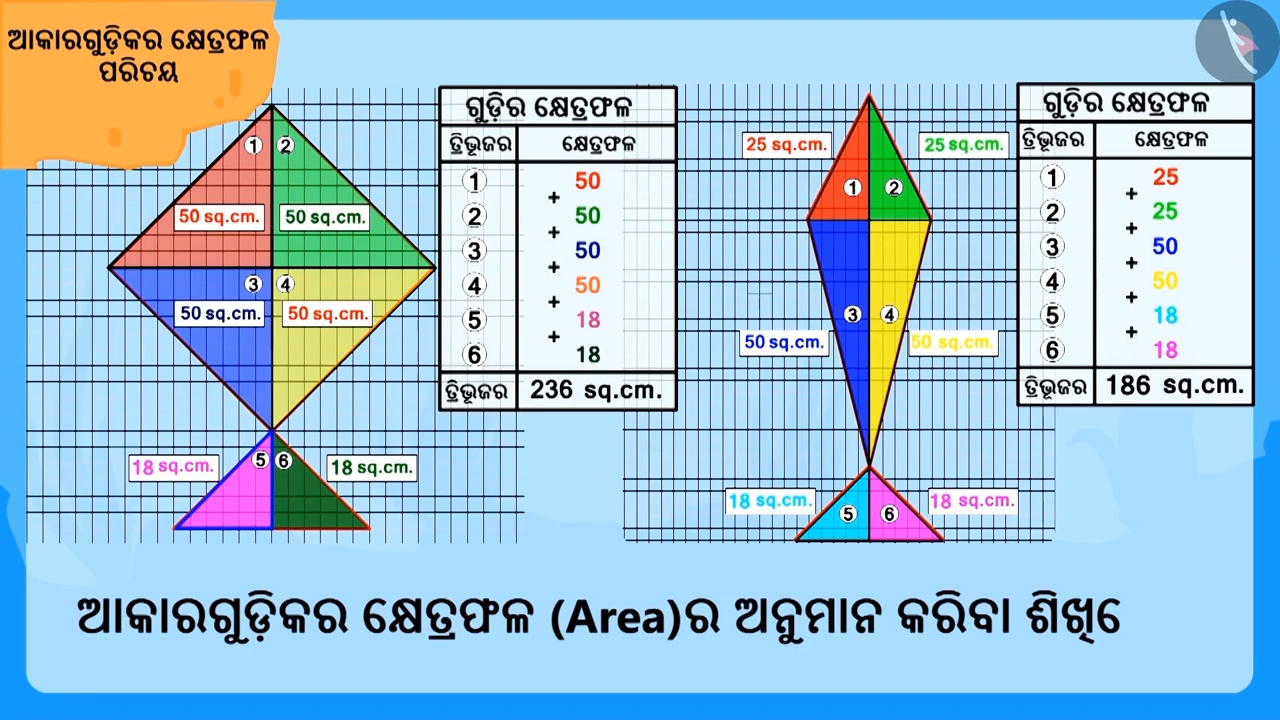 ଆକାରଗୁଡ଼ିକର କ୍ଷେତ୍ରଫଳ
ପରିଚୟ
1 2
50 sq.cm. 50 sq.cm.
3 4
50 sq.cm. 50 sq.cm.
5 6
18 sq.cm. 18 sq.cm.
ଗୁଡ଼ିର କ୍ଷେତ୍ରଫଳ
ତ୍ରିଭୂଜର କ୍ଷେତ୍ରଫଳ
1 50
+
2 50
+
3 50
+
4 50
+
5 18
+
6 18
ତ୍ରିଭୂଜର 236 sq.cm.
25 sq.cm. 25 sq.cm.
1 2
3 4
50 sq.cm. 50 sq.cm.
18 sq.cm. 18 sq.cm.
5 6
ଗୁଡ଼ିର କ୍ଷେତ୍ରଫଳ
ତ୍ରିଭୂଜର କ୍ଷେତ୍ରଫଳ
1 25
+
2 25
+
3 50
+
4 50
+
5 18
+
6 18
ତ୍ରିଭୂଜର 186 sq.cm.
ଆକାରଗୁଡ଼ିକର କ୍ଷେତ୍ରଫଳ (Area)ର ଅନୁମାନ କରିବା ଶିଖିେ